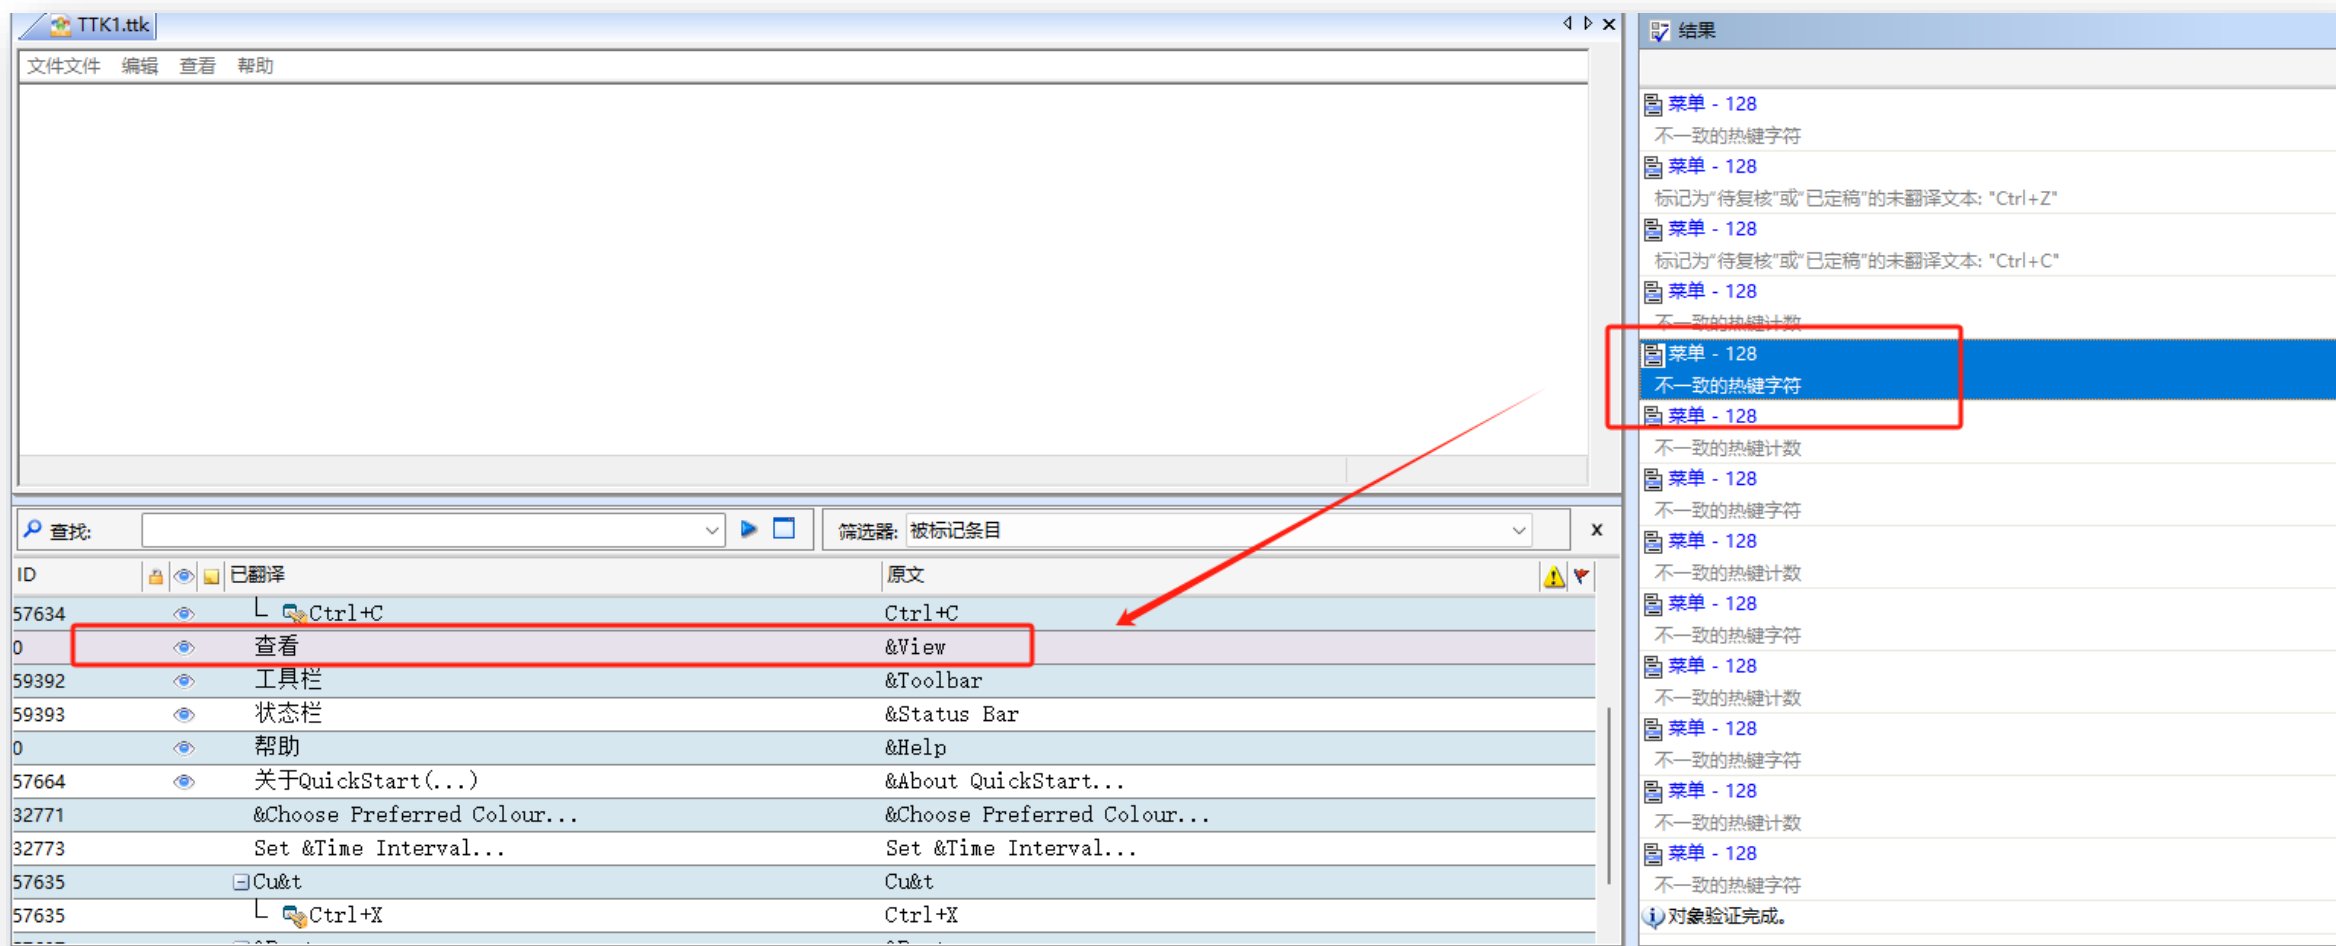 TTK1.ttk
文件文件 编辑 查看 帮助
查找:
筛选器: 被标记条目
x
ID 已翻译 原文
57634 Ctrl+C Ctrl+C
0 查看 &View
59392 工具栏 &Toolbar
59393 状态栏 &Status Bar
0 帮助 &Help
57664 关于QuickStart(...) &About QuickStart...
32771 &Choose Preferred Colour... &Choose Preferred Colour...
32773 Set &Time Interval... Set &Time Interval...
57635 Cu&t Cu&t
57635 Ctrl+X Ctrl+X
结果
菜单 - 128
不一致的热键字符
菜单 - 128
标记为“待复核”或“已定稿”的未翻译文本: "Ctrl+Z"
菜单 - 128
标记为“待复核”或“已定稿”的未翻译文本: "Ctrl+C"
菜单 - 128
不一致的热键计数
菜单 - 128
不一致的热键字符
菜单 - 128
不一致的热键计数
菜单 - 128
不一致的热键字符
菜单 - 128
不一致的热键计数
菜单 - 128
不一致的热键字符
菜单 - 128
不一致的热键计数
菜单 - 128
不一致的热键字符
菜单 - 128
不一致的热键计数
菜单 - 128
不一致的热键字符
对象验证完成。